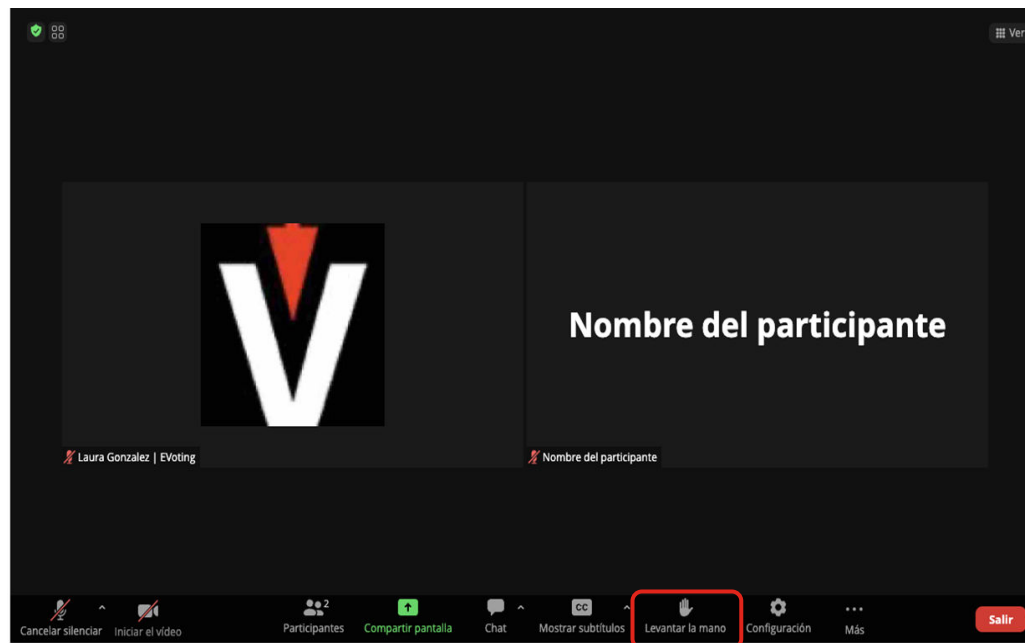 Ver
V
Nombre del participante
Laura Gonzalez | EVoting
Nombre del participante
2
CC
Cancelar silenciar
Iniciar el vídeo
Participantes
Compartir pantalla
Chat
Mostrar subtítulos
Levantar la mano
Configuración
Más
Salir